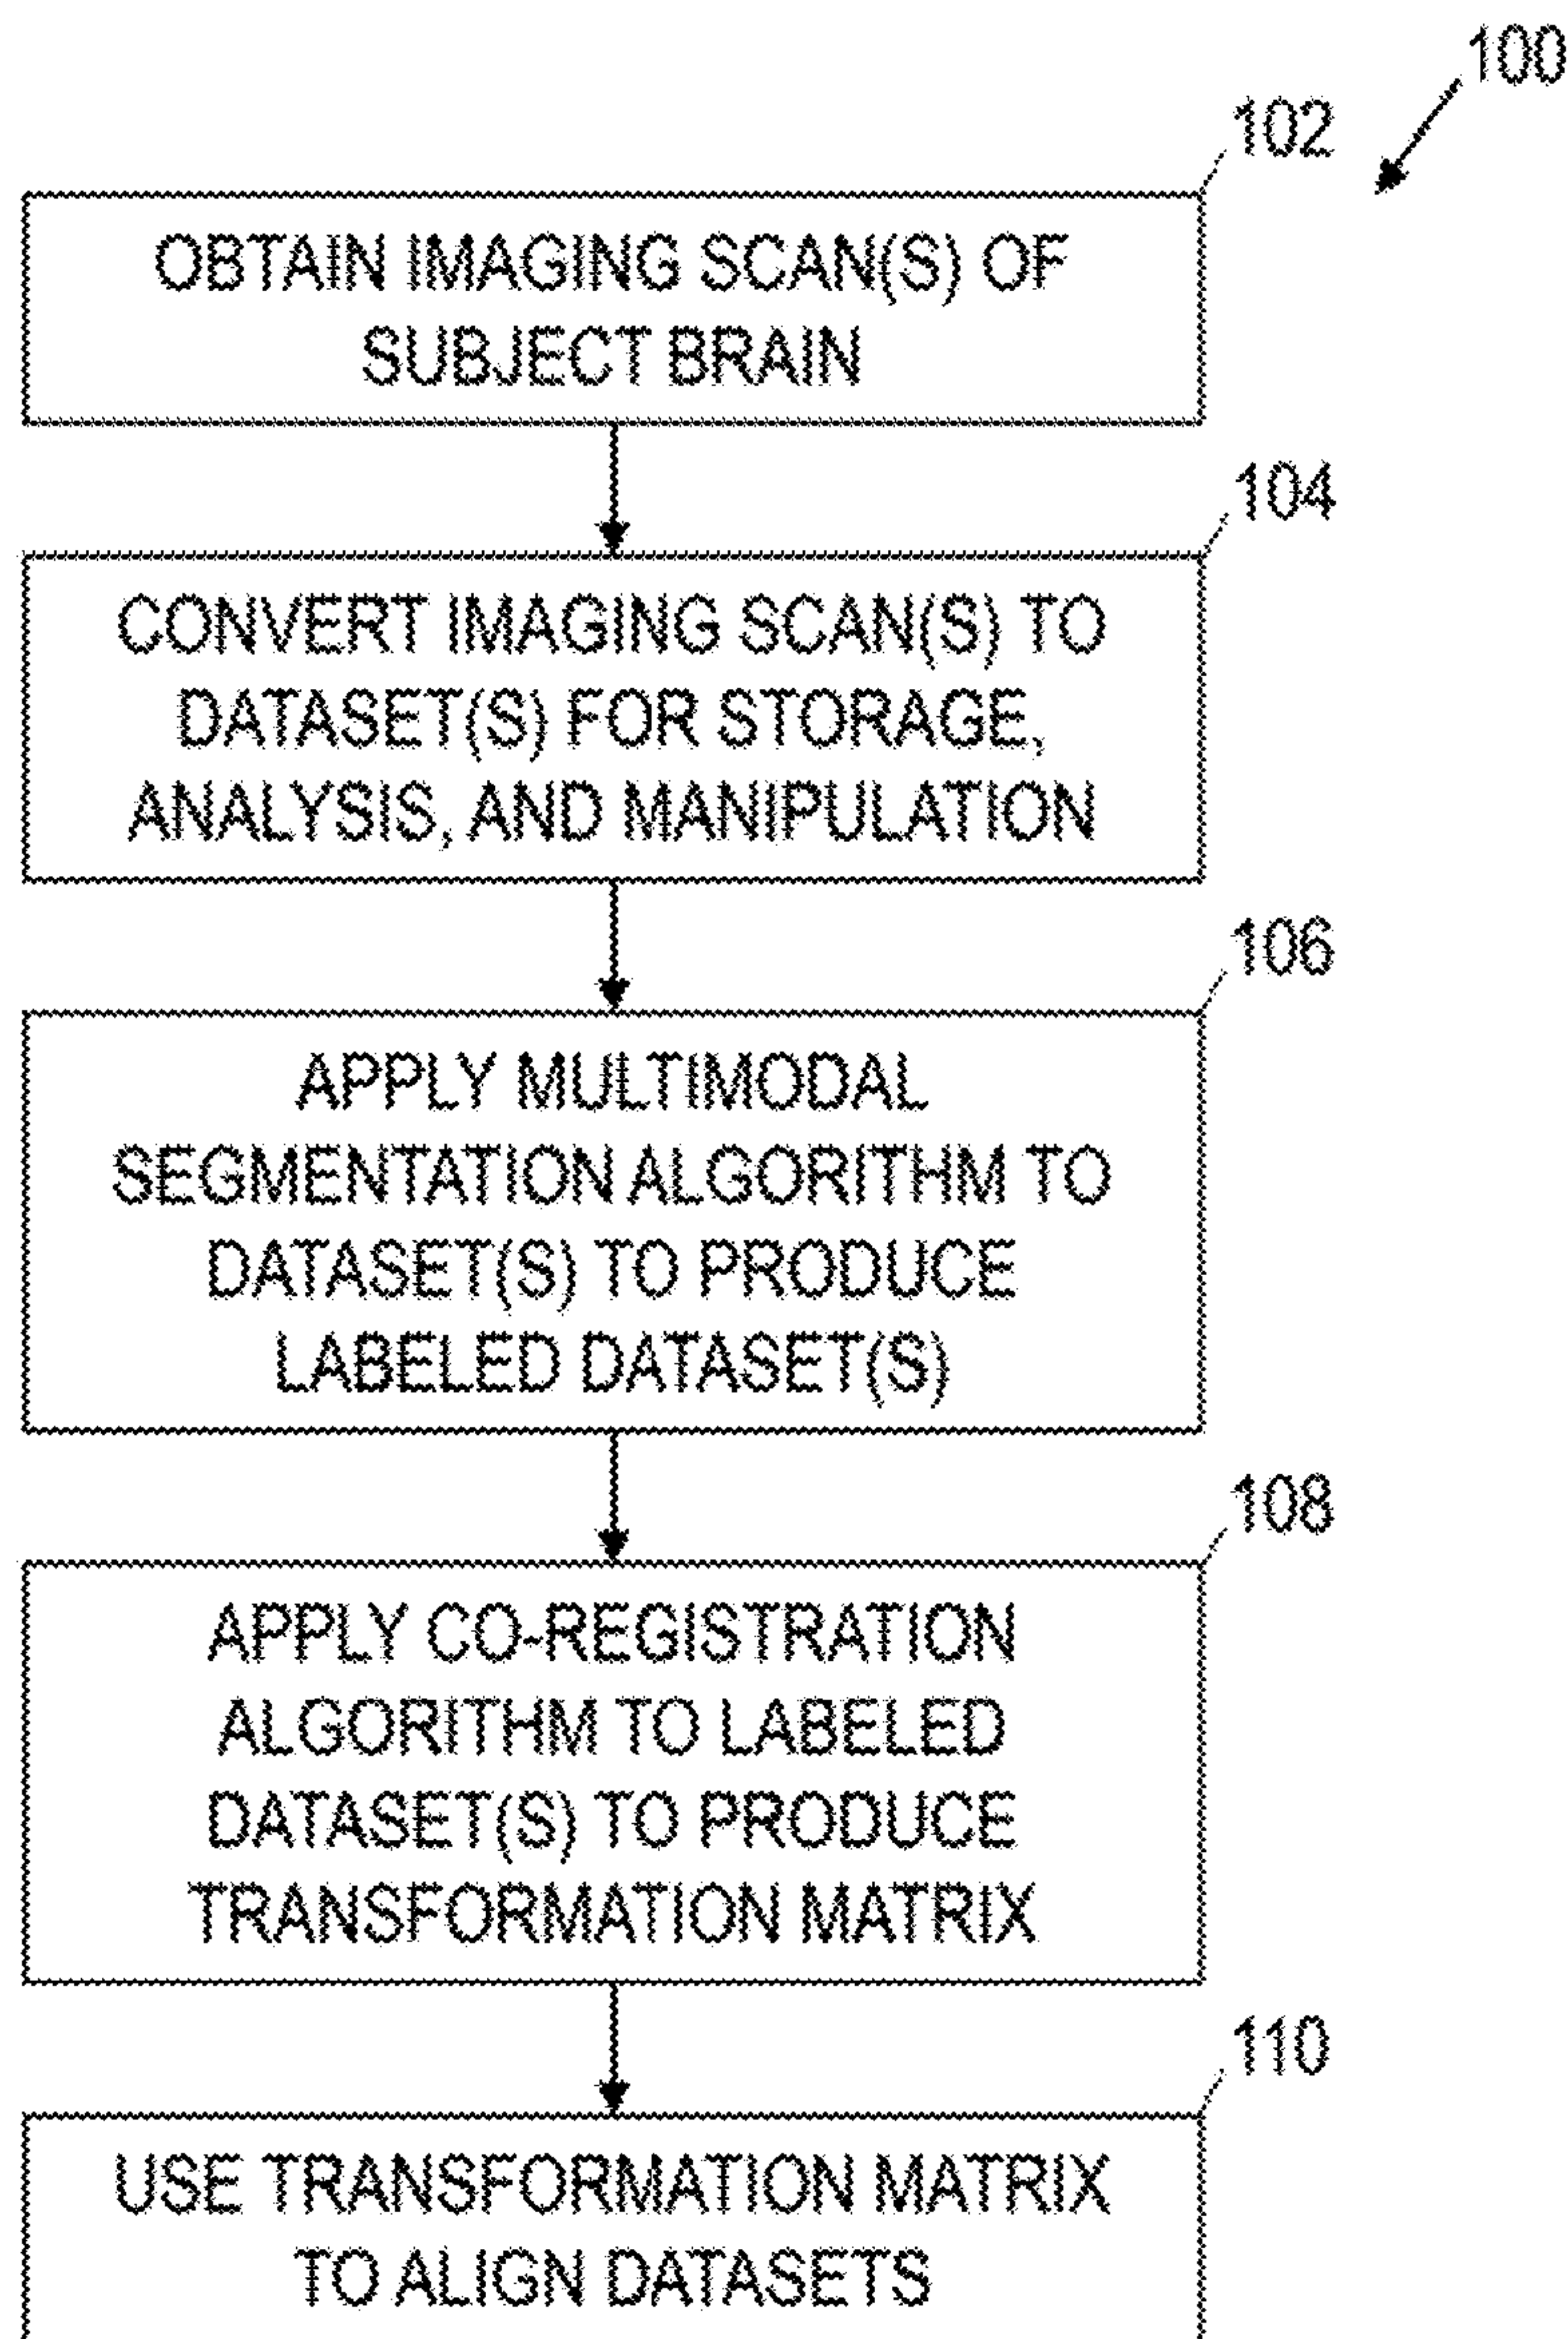 100
102
OBTAIN IMAGING SCAN(S) OF
SUBJECT BRAIN
104
CONVERT IMAGING SCAN(S) TO
DATASET(S) FOR STORAGE,
ANALYSIS, AND MANIPULATION
106
APPLY MULTIMODAL
SEGMENTATION ALGORITHM TO
DATASET(S) TO PRODUCE
LABELED DATASET(S)
108
APPLY CO-REGISTRATION
ALGORITHM TO LABELED
DATASET(S) TO PRODUCE
TRANSFORMATION MATRIX
110
USE TRANSFORMATION MATRIX
TO ALIGN DATASETS